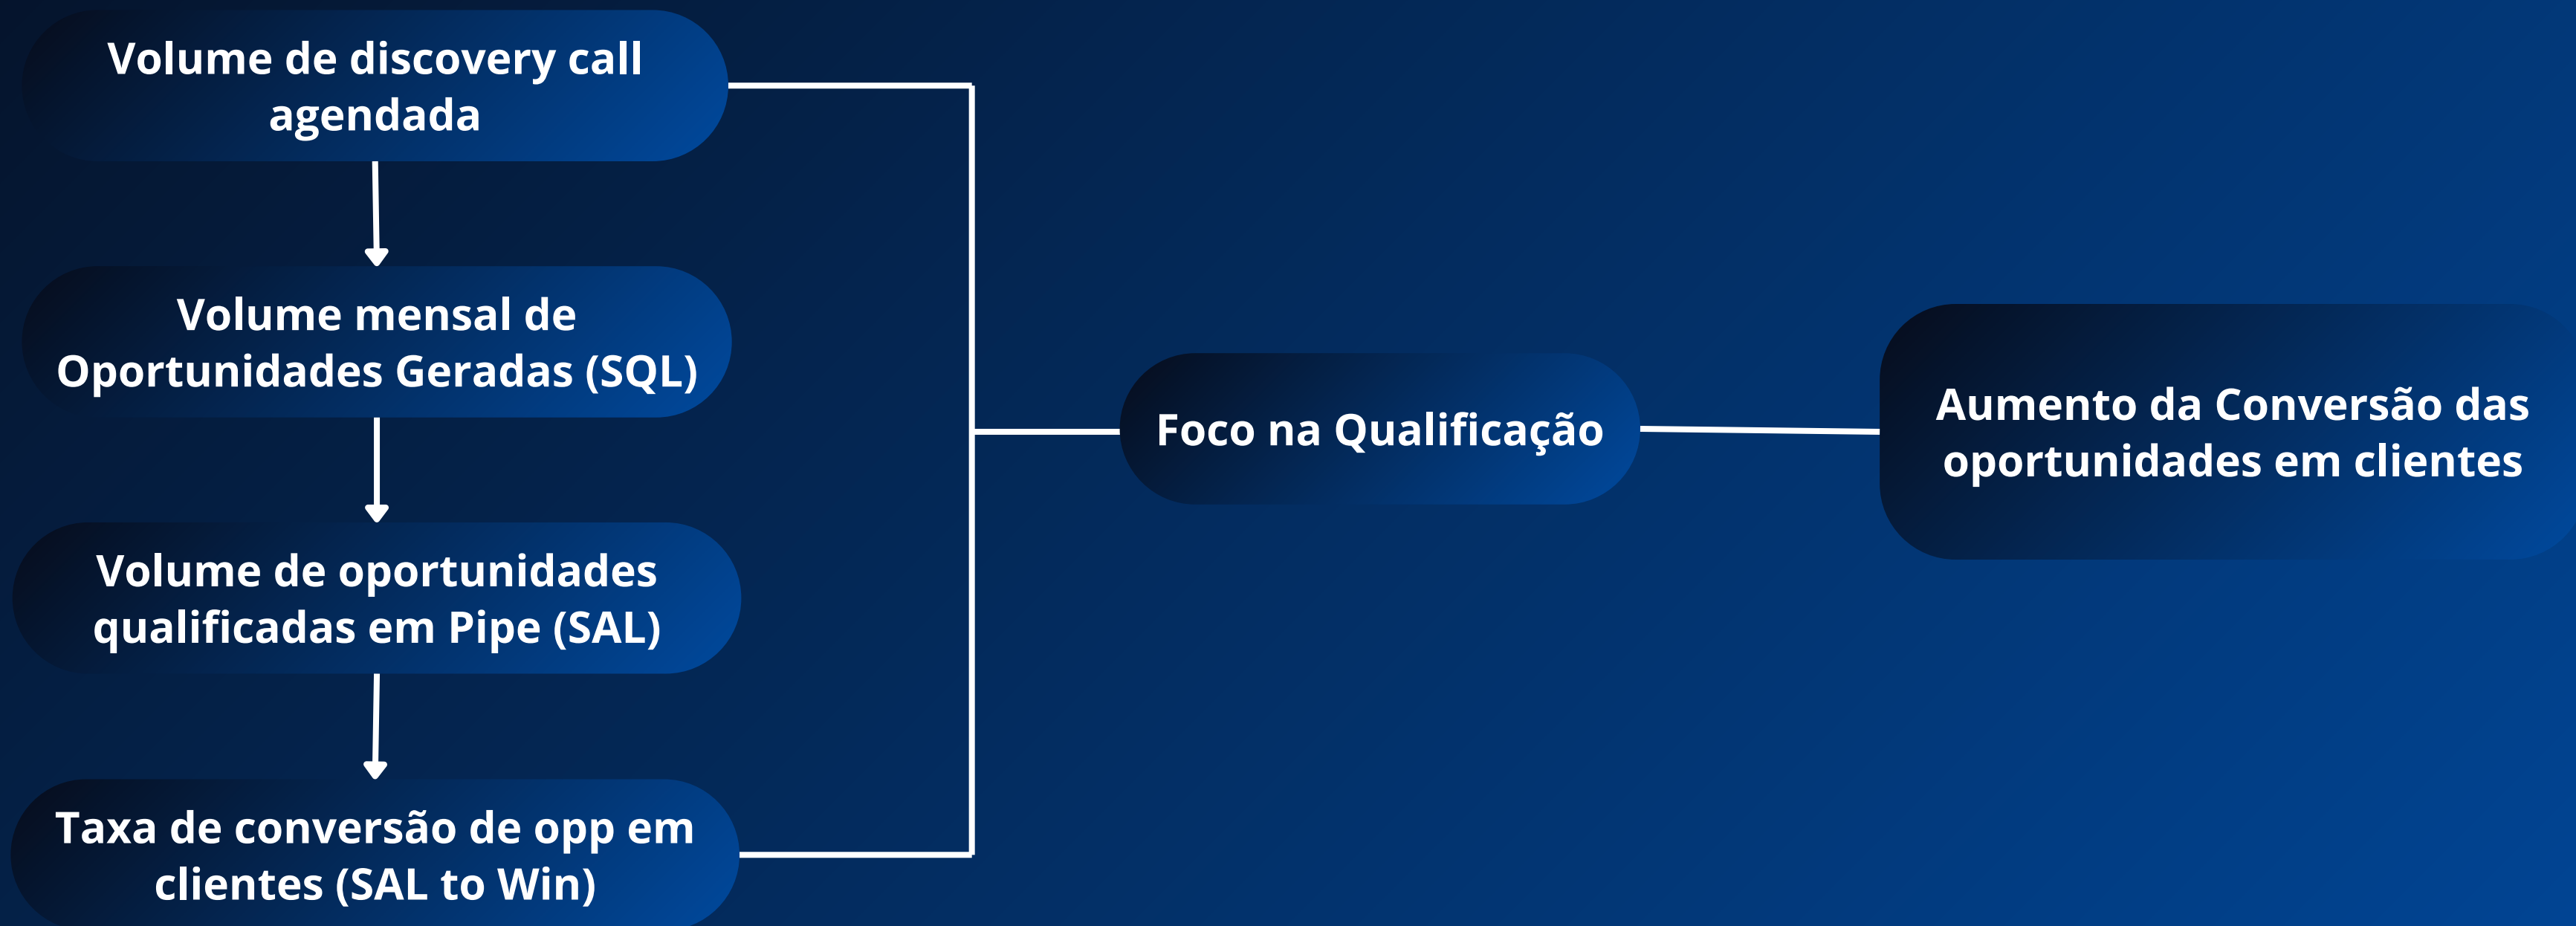 Volume de discovery call
agendada
Volume mensal de
Oportunidades Geradas (SQL)
Volume de oportunidades
qualificadas em Pipe (SAL)
Taxa de conversão de opp em
clientes (SAL to Win)
Foco na Qualificação
Aumento da Conversão das
oportunidades em clientes